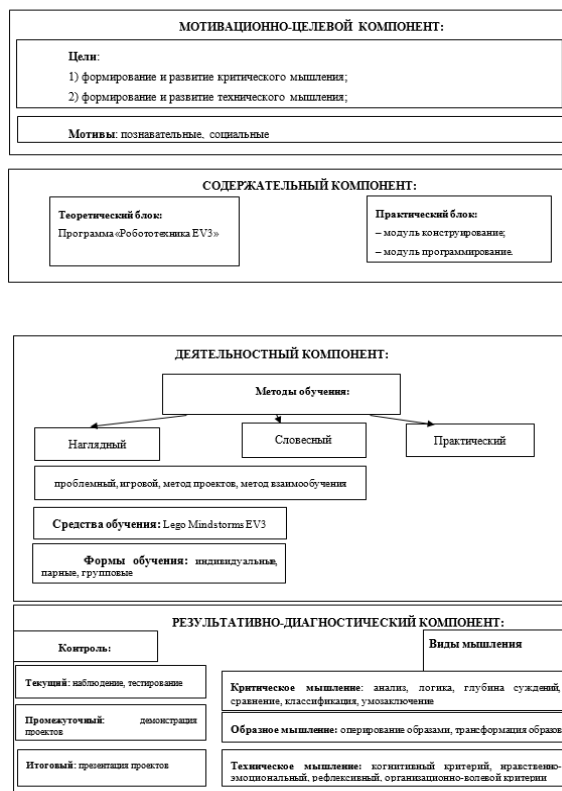 МОТИВАЦИОННО-ЦЕЛЕВОЙ КОМПОНЕНТ:
Цели:
1) формирование и развитие критического мышления;
2) формирование и развитие технического мышления;
Мотивы: познавательные, социальные
СОДЕРЖАТЕЛЬНЫЙ КОМПОНЕНТ:
Теоретический блок:
Программа «Робототехника EV3»
Практический блок:
– модуль конструирование;
– модуль программирование.
ДЕЯТЕЛЬНОСТНЫЙ КОМПОНЕНТ:
Методы обучения:
Наглядный
Словесный
Практический
проблемный, игровой, метод проектов, метод взаимообучения
Средства обучения: Lego Mindstorms EV3
Формы обучения: индивидуальные,
парные, групповые
РЕЗУЛЬТАТИВНО-ДИАГНОСТИЧЕСКИЙ КОМПОНЕНТ:
Контроль:
Виды мышления
Текущий: наблюдение, тестирование
Промежуточный: демонстрация
проектов
Итоговый: презентация проектов
Критическое мышление: анализ, логика, глубина суждений,
сравнение, классификация, умозаключение
Образное мышление: оперирование образами, трансформация образов
Техническое мышление: когнитивный критерий, нравственно-
эмоциональный, рефлексивный, организационно-волевой критерии